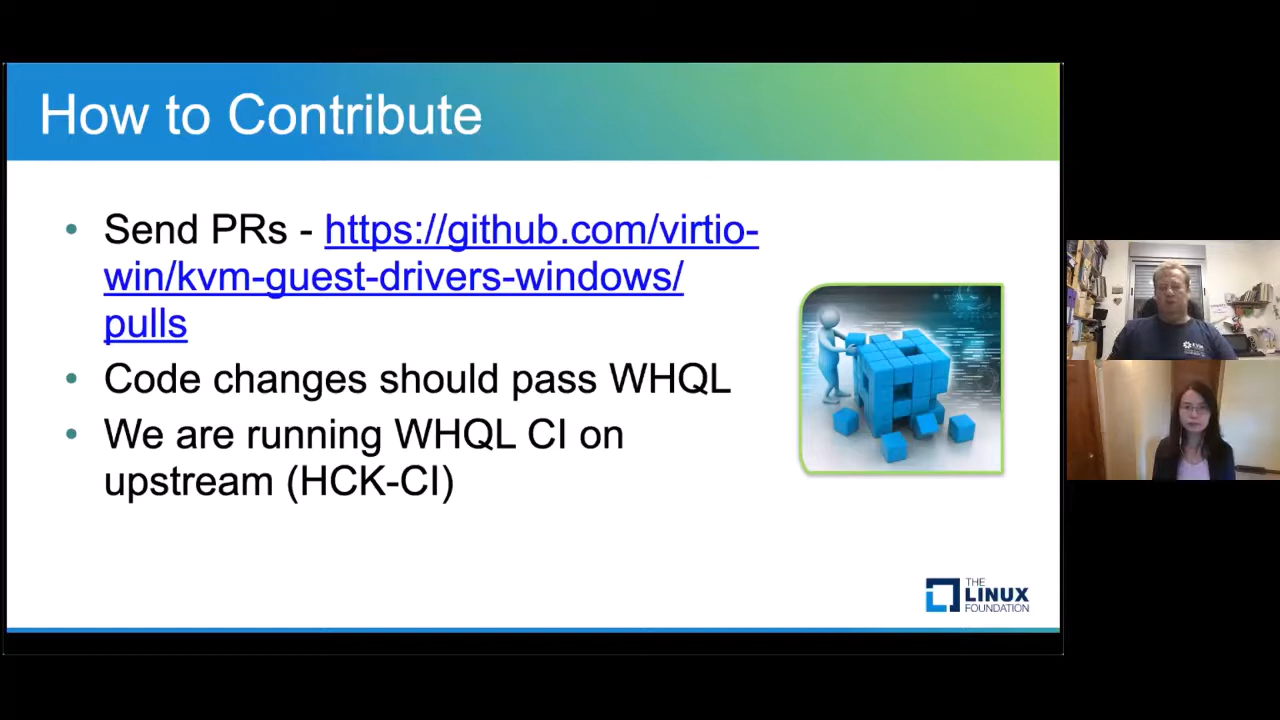 How to Contribute
• Send PRs - https://github.com/virtio-
win/kvm-guest-drivers-windows/
pulls
• Code changes should pass WHQL
• We are running WHQL CI on
upstream (HCK-CI)
THE
LINUX
FOUNDATION
KVM